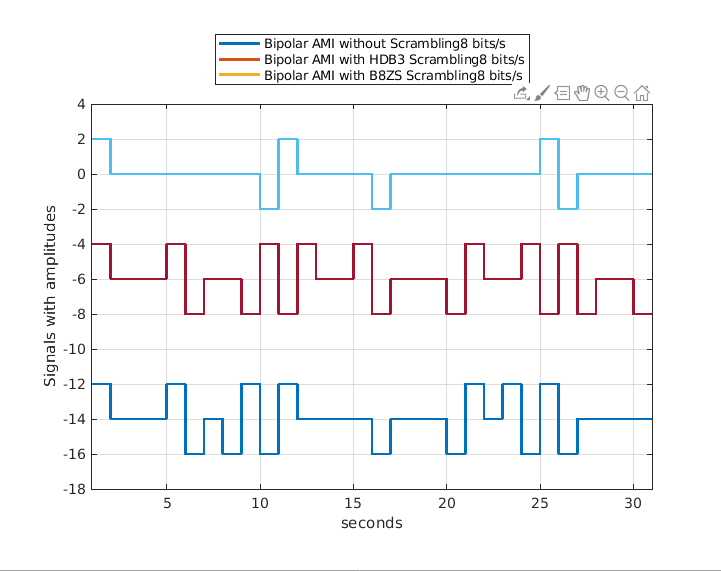 Bipolar AMI without Scrambling8 bits/s
Bipolar AMI with HDB3 Scrambling8 bits/s
Bipolar AMI with B8ZS Scrambling8 bits/s
4
2
0
-2
-4
-6
-8
-10
-12
-14
-16
-18
Signals with amplitudes
5 10 15 20 25 30
seconds